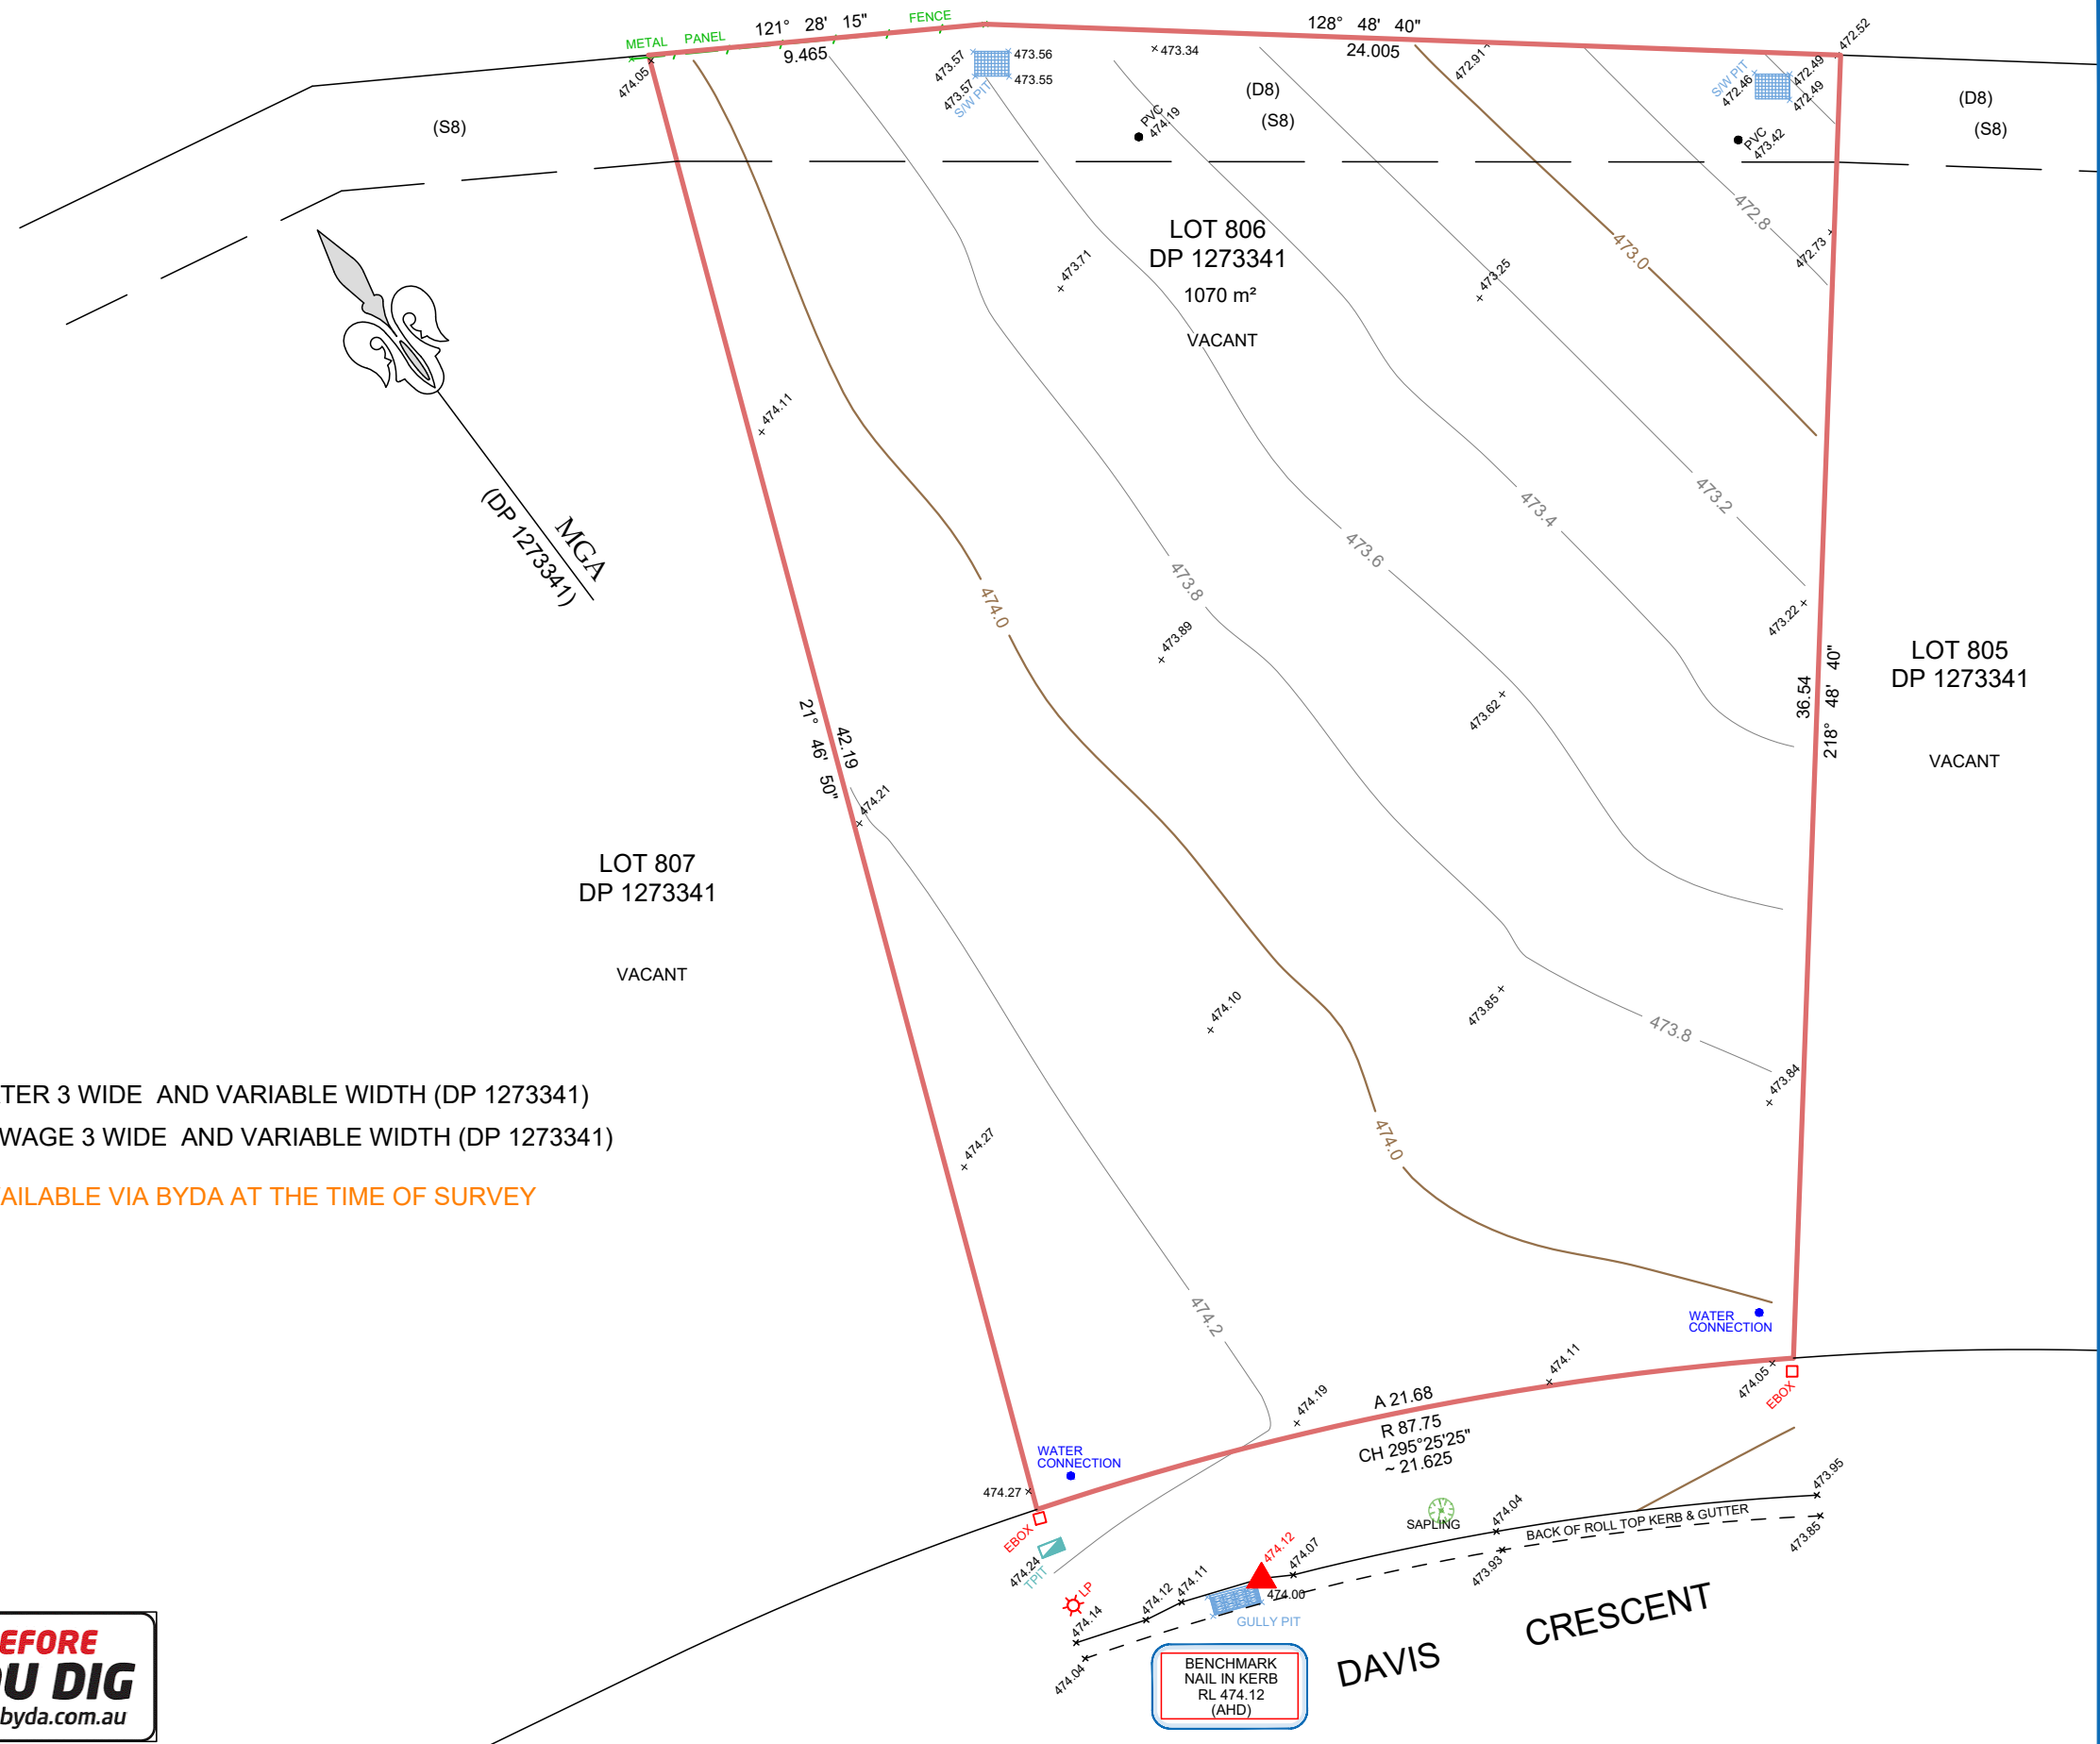 121° 28' 15"
FENCE
METAL PANEL
9.465
128° 48' 40"
24.005
472.52
474.05
473.57
473.56
473.55
473.57
S/W PIT
473.34
472.91
S/W PIT
472.46
472.49
472.49
(S8)
(D8)
(S8)
(D8)
(S8)
PVC
474.19
PVC
473.42
LOT 806
DP 1273341
1070 m²
VACANT
472.8
472.73
473.0
473.71
473.25
474.11
MGA
(DP 1273341)
473.2
473.4
473.6
473.8
474.0
473.22
473.89
473.62
36.54
218° 48' 40"
LOT 805
DP 1273341
VACANT
42.19
21° 46' 50"
474.21
LOT 807
DP 1273341
VACANT
474.10
473.85
473.8
473.84
TER 3 WIDE AND VARIABLE WIDTH (DP 1273341)
WAGE 3 WIDE AND VARIABLE WIDTH (DP 1273341)
AILABLE VIA BYDA AT THE TIME OF SURVEY
474.27
474.0
474.2
WATER
CONNECTION
474.11
474.05
EBOX
474.19
A 21.68
R 87.75
CH 295°25'25"
~ 21.625
WATER
CONNECTION
474.27
EBOX
474.24
TPIT
LP
474.14
474.04
474.12
474.11
474.12
474.07
474.00
GULLY PIT
SAPLING
474.04
473.93
BACK OF ROLL TOP KERB & GUTTER
473.95
473.85
DAVIS CRESCENT
BENCHMARK
NAIL IN KERB
RL 474.12
(AHD)
EFORE
U DIG
byda.com.au